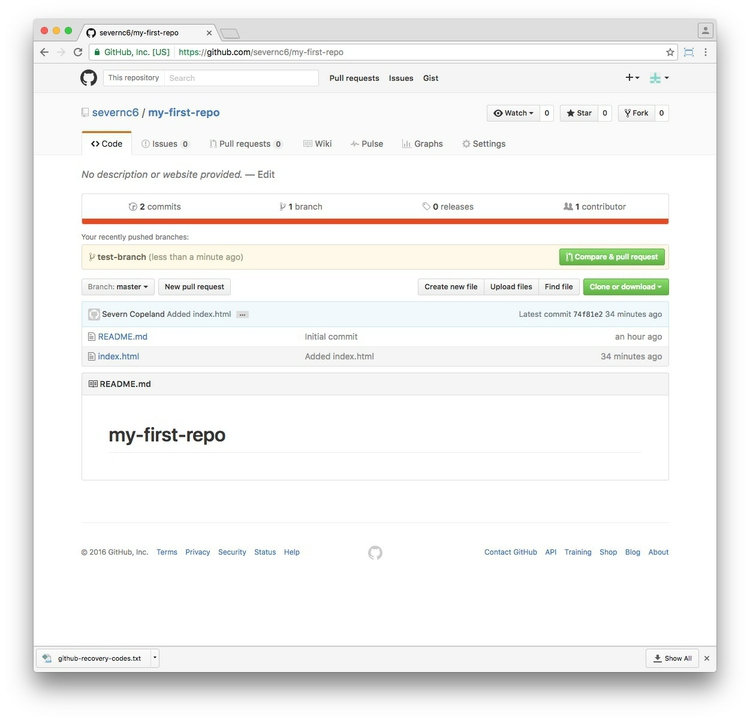 severnc6/my-first-repo
GitHub, Inc. [US] https://github.com/severnc6/my-first-repo
This repository Search Pull requests Issues Gist
severnc6 / my-first-repo Watch 0 Star 0 Fork 0
Code Issues 0 Pull requests 0 Wiki Pulse Graphs Settings
No description or website provided. — Edit
2 commits 1 branch 0 releases 1 contributor
Your recently pushed branches:
test-branch (less than a minute ago) Compare & pull request
Branch: master New pull request Create new file Upload files Find file Clone or download
Severn Copeland Added index.html ... Latest commit 74f81e2 34 minutes ago
README.md Initial commit an hour ago
index.html Added index.html 34 minutes ago
README.md
my-first-repo
© 2016 GitHub, Inc. Terms Privacy Security Status Help Contact GitHub API Training Shop Blog About
github-recovery-codes.txt Show All